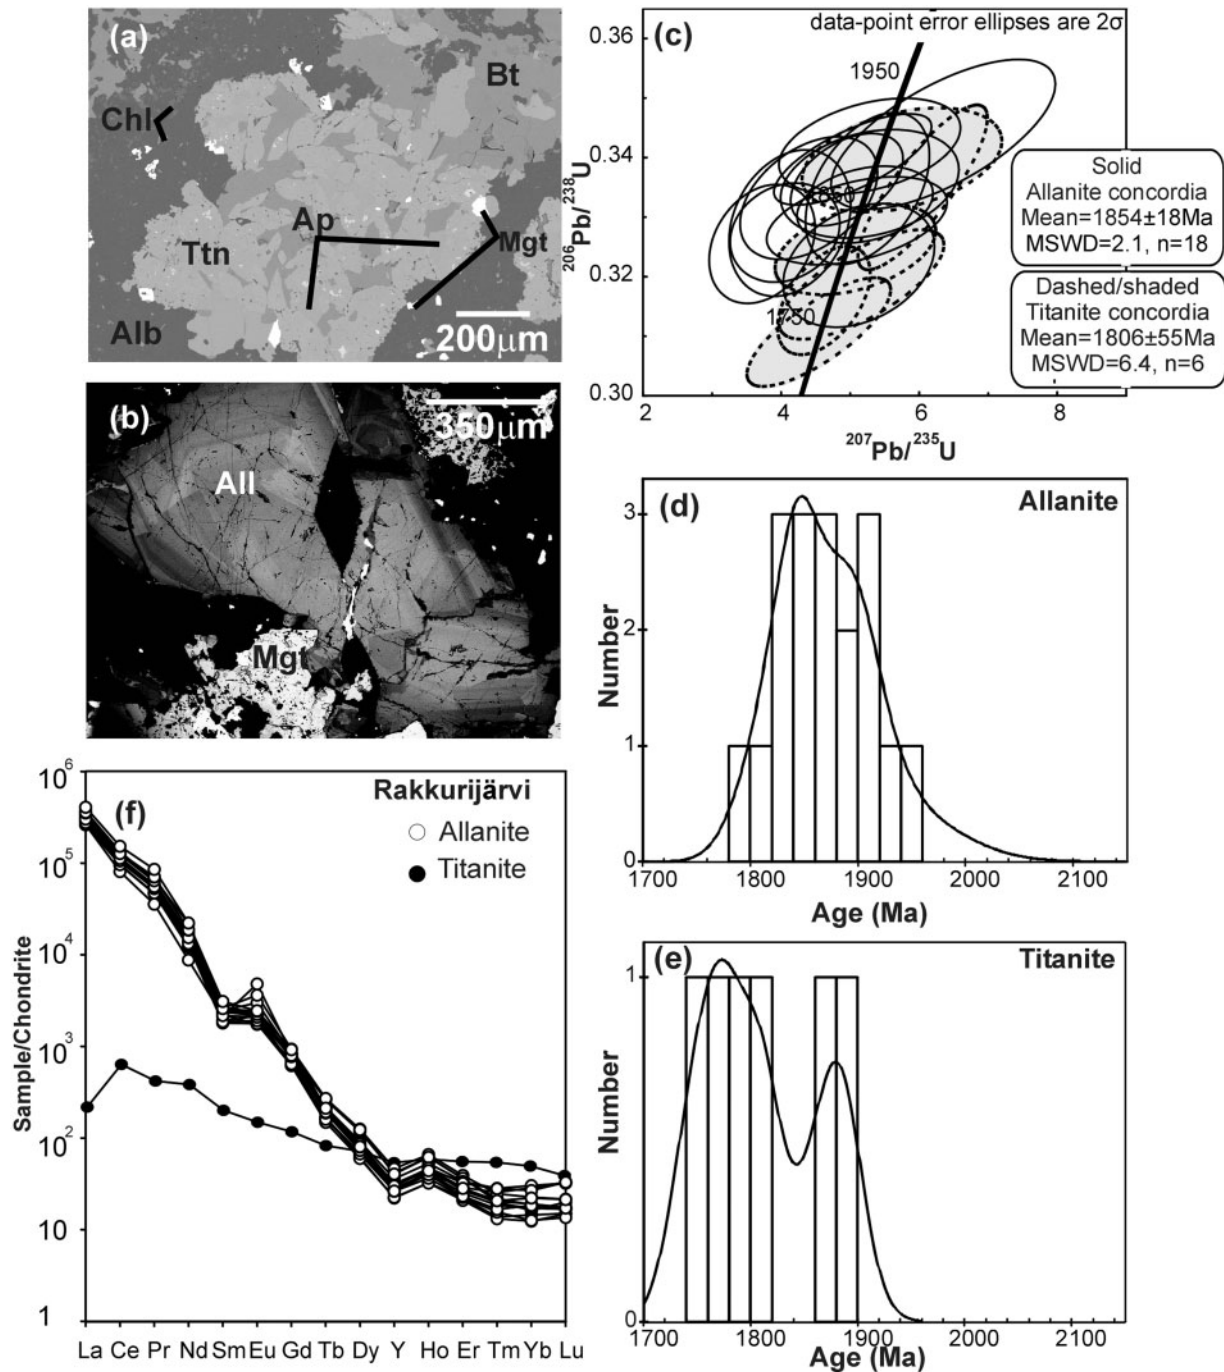 (a)
Bt
Chl
Ap
Ttn
Mgt
Alb
200µm
(b)
350µm
All
Mgt
(c)
data-point error ellipses are 2σ
0.36
0.34
0.32
0.30
206Pb/238U
1950
1750
2 4 6 8
207Pb/235U
Solid
Allanite concordia
Mean=1854±18Ma
MSWD=2.1, n=18
Dashed/shaded
Titanite concordia
Mean=1806±55Ma
MSWD=6.4, n=6
(d)
Allanite
3
2
1
0
Number
1700 1800 1900 2000 2100
Age (Ma)
(e)
Titanite
1
0
Number
1700 1800 1900 2000 2100
Age (Ma)
(f)
Rakkurijärvi
Allanite
Titanite
10^6
10^5
10^4
10^3
10^2
10
1
Sample/Chondrite
La Ce Pr Nd Sm Eu Gd Tb Dy Y Ho Er Tm Yb Lu